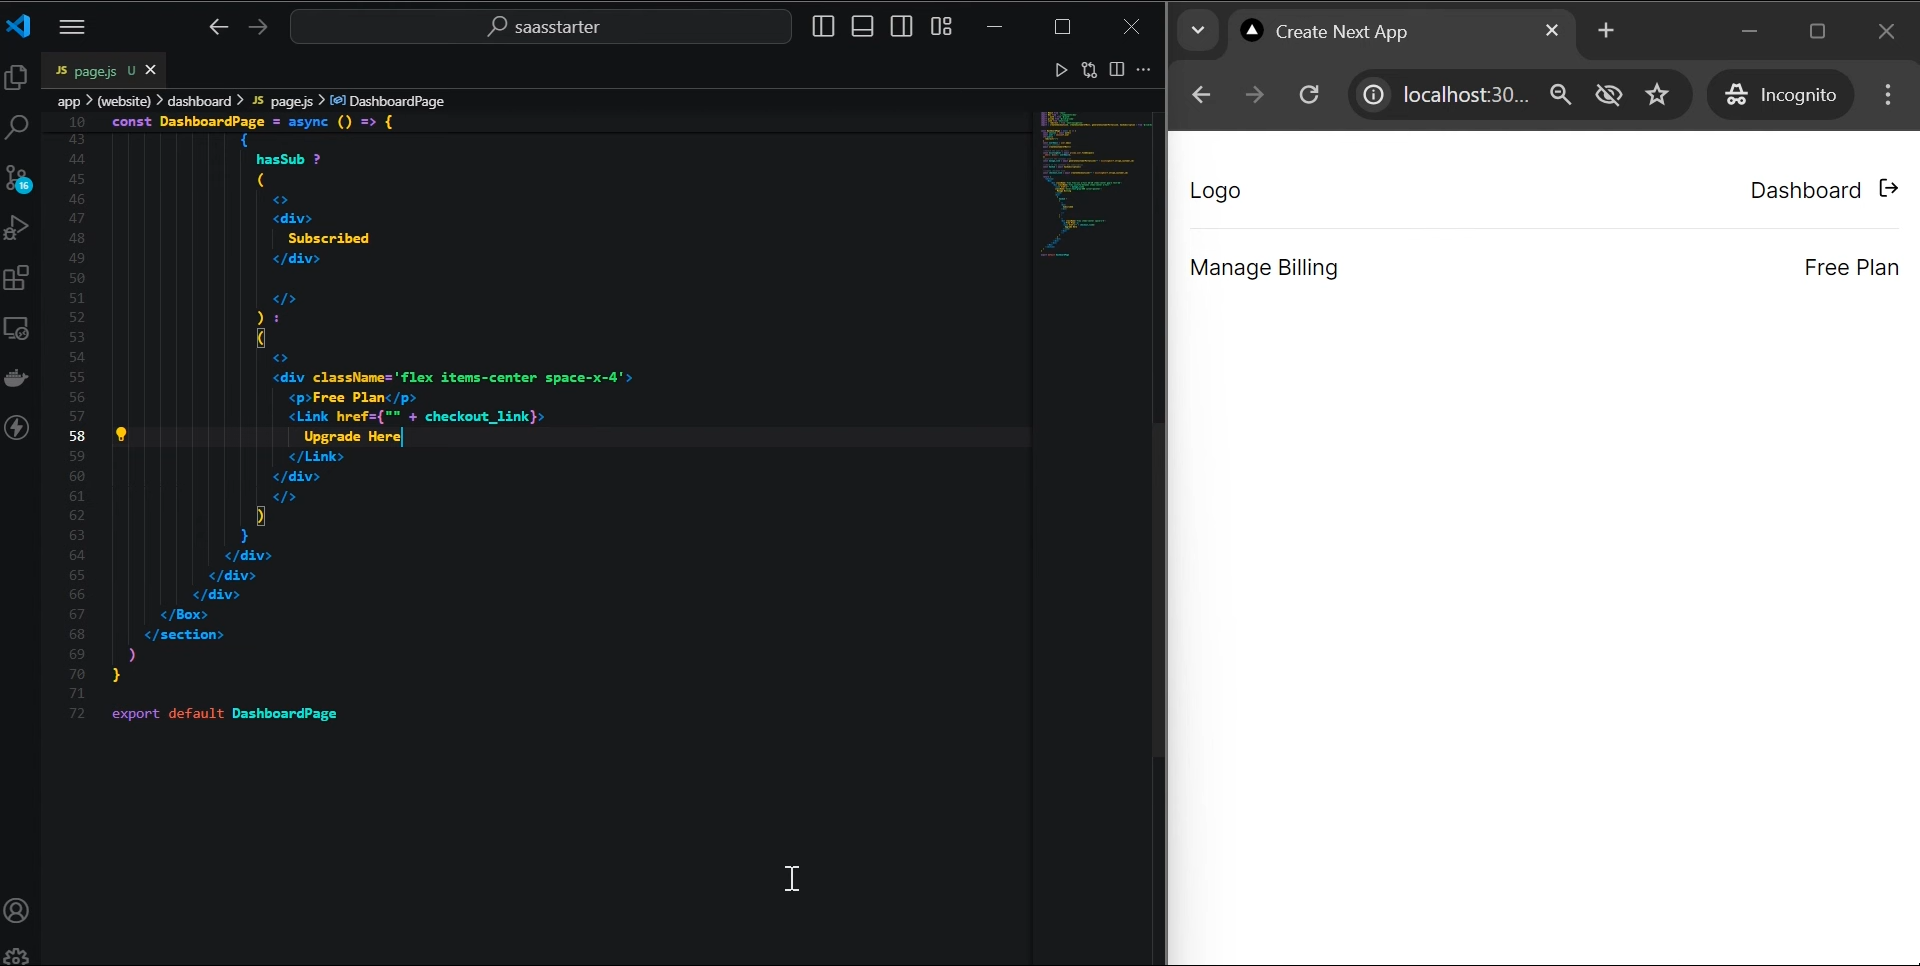 saasstarter
JS page.js U
app > (website) > dashboard > JS page.js > DashboardPage
10 const DashboardPage = async () => {
43 {
44 hasSub ?
45 (
46 <>
47 <div>
48 Subscribed
49 </div>
50
51 </>
52 ) :
53 (
54 <>
55 <div className='flex items-center space-x-4'>
56 <p>Free Plan</p>
57 <Link href={"" + checkout_link}>
58 Upgrade Here
59 </Link>
60 </div>
61 </>
62 )
63 }
64 </div>
65 </div>
66 </div>
67 </Box>
68 </section>
69 )
70 }
71
72 export default DashboardPage
16
Create Next App
localhost:30...
Incognito
Logo
Dashboard
Manage Billing
Free Plan